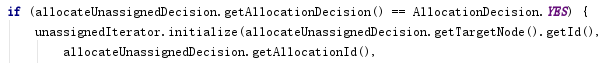 if (allocateUnassignedDecision.getAllocationDecision() == AllocationDecision.YES) {
unassignedIterator.initialize(allocateUnassignedDecision.getTargetNode().getId(),
allocateUnassignedDecision.getAllocationId(),